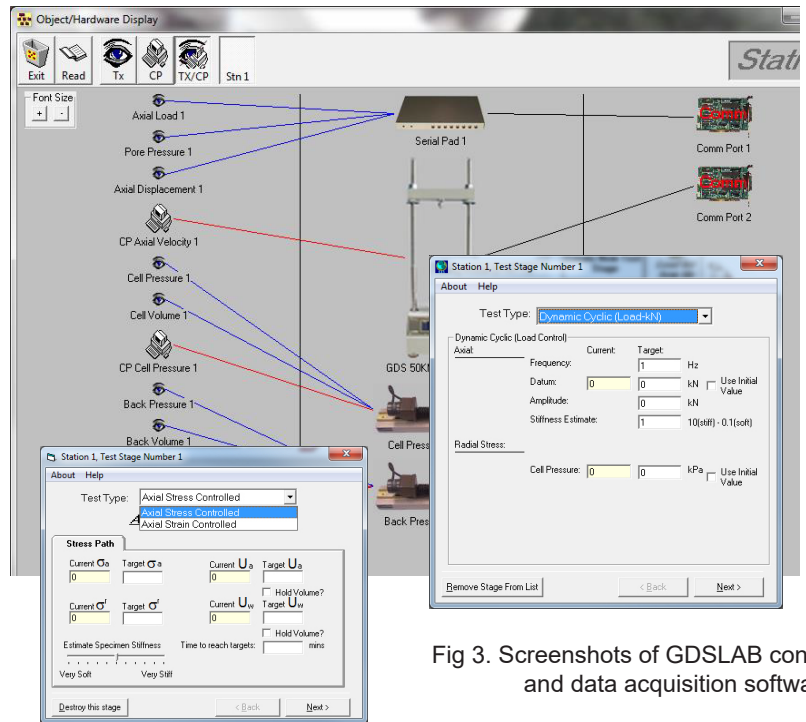 Object/Hardware Display
Exit Read Tx CP TX/CP Stn 1
Font Size
+ -
Axial Load 1
Pore Pressure 1
Axial Displacement 1
CP Axial Velocity 1
Cell Pressure 1
Cell Volume 1
CP Cell Pressure 1
Back Pressure 1
Back Volume 1
Serial Pad 1
GDS 50K
Cell Press
Back Pres
Comm
Comm Port 1
Comm
Comm Port 2
Station 1, Test Stage Number 1
About Help
Test Type: Dynamic Cyclic (Load-kN)
Dynamic Cyclic (Load Control)
Axial: Current: Target:
Frequency: 1 Hz
Datum: 0 0 kN Use Initial Value
Amplitude: 0 kN
Stiffness Estimate: 1 10(stiff) - 0.1(soft)
Radial Stress:
Cell Pressure: 0 0 kPa Use Initial Value
Remove Stage From List < Back Next >
Station 1, Test Stage Number 1
About Help
Test Type: Axial Stress Controlled
Axial Stress Controlled
Axial Strain Controlled
Stress Path
Current σa Target σa Current Ua Target Ua
0 0
Hold Volume?
Current σr Target σr Current Uw Target Uw
0 0
Hold Volume?
Estimate Specimen Stiffness Time to reach targets: mins
Very Soft Very Stiff
Destroy this stage < Back Next >
Fig 3. Screenshots of GDSLAB con
and data acquisition softwa